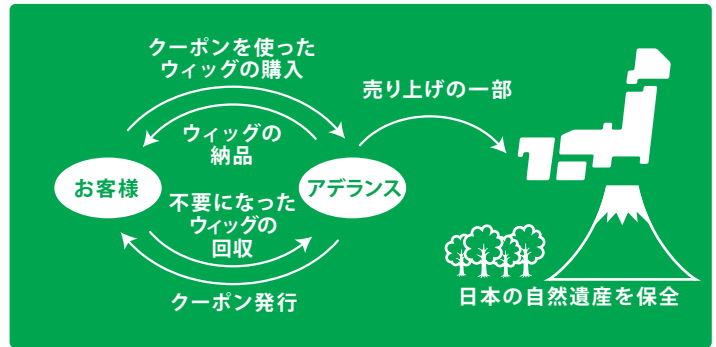 クーポンを使った
ウィッグの購入
売り上げの一部
ウィッグの
納品
お客様
アデランス
不要になった
ウィッグの
回収
クーポン発行
日本の自然遺産を保全